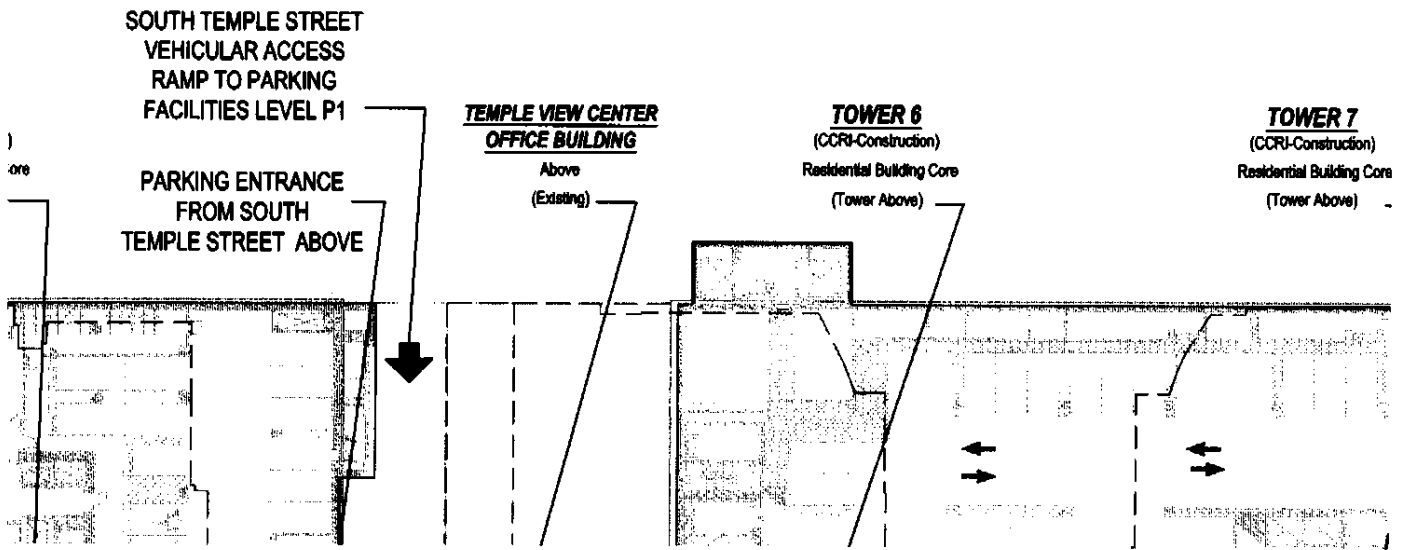 SOUTH TEMPLE STREET
VEHICULAR ACCESS
RAMP TO PARKING
FACILITIES LEVEL P1
PARKING ENTRANCE
FROM SOUTH
TEMPLE STREET ABOVE
)
ore
TEMPLE VIEW CENTER
OFFICE BUILDING
Above
(Existing)
TOWER 6
(CCRI-Construction)
Residential Building Core
(Tower Above)
TOWER 7
(CCRI-Construction)
Residential Building Core
(Tower Above)